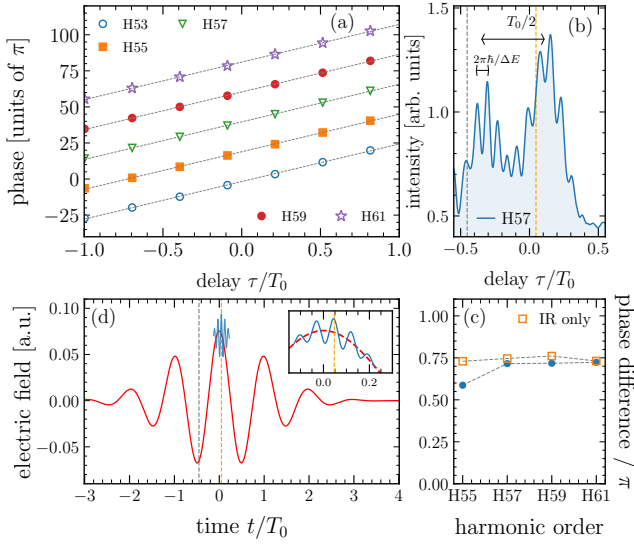 (a)
H53
H57
H55
H59
H61
phase [units of π]
100
75
50
25
0
−25
−1.0
−0.5
0.0
0.5
1.0
delay τ/T₀
(b)
T₀/2
2πħ/ΔE
H57
intensity [arb. units]
1.5
1.0
0.5
−0.5
0.0
0.5
delay τ/T₀
(d)
electric field [a.u.]
0.10
0.05
0.00
−0.05
−3
−2
−1
0
1
2
3
4
time t/T₀
0.0
0.2
(c)
IR only
1.00
0.75
0.50
0.25
0.00
H55
H57
H59
H61
harmonic order
phase difference / π